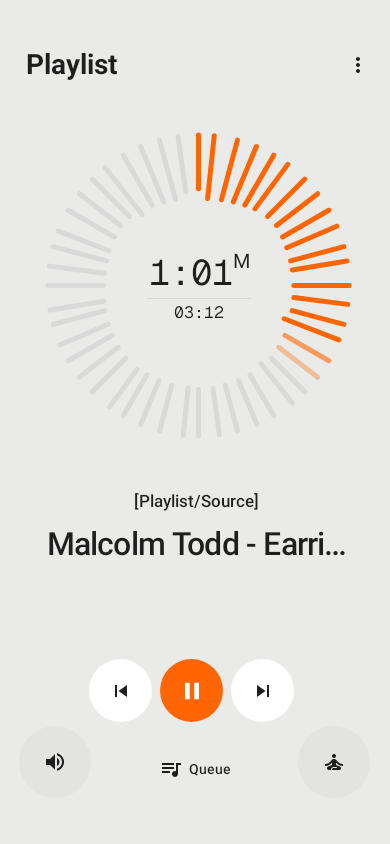 Playlist
1:01M
03:12
[Playlist/Source]
Malcolm Todd - Earri...
Queue